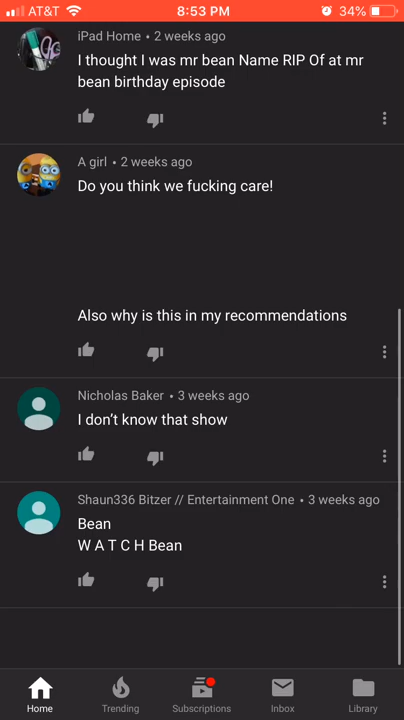 AT&T 8:53 PM 34%
iPad Home • 2 weeks ago
I thought I was mr bean Name RIP Of at mr
bean birthday episode
A girl • 2 weeks ago
Do you think we fucking care!
Also why is this in my recommendations
Nicholas Baker • 3 weeks ago
I don’t know that show
Shaun336 Bitzer // Entertainment One • 3 weeks ago
Bean
W A T C H Bean
Home Trending Subscriptions Inbox Library